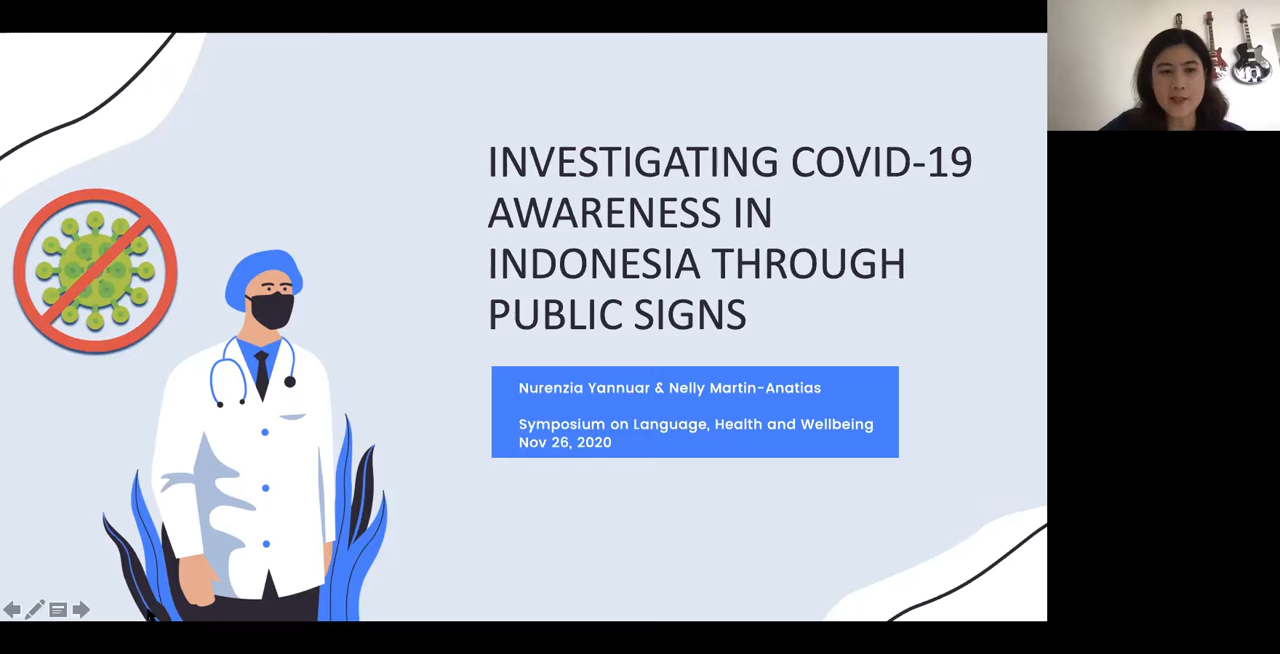 INVESTIGATING COVID-19
AWARENESS IN
INDONESIA THROUGH
PUBLIC SIGNS
Nurenzia Yannuar & Nelly Martin-Anatias
Symposium on Language, Health and Wellbeing
Nov 26, 2020